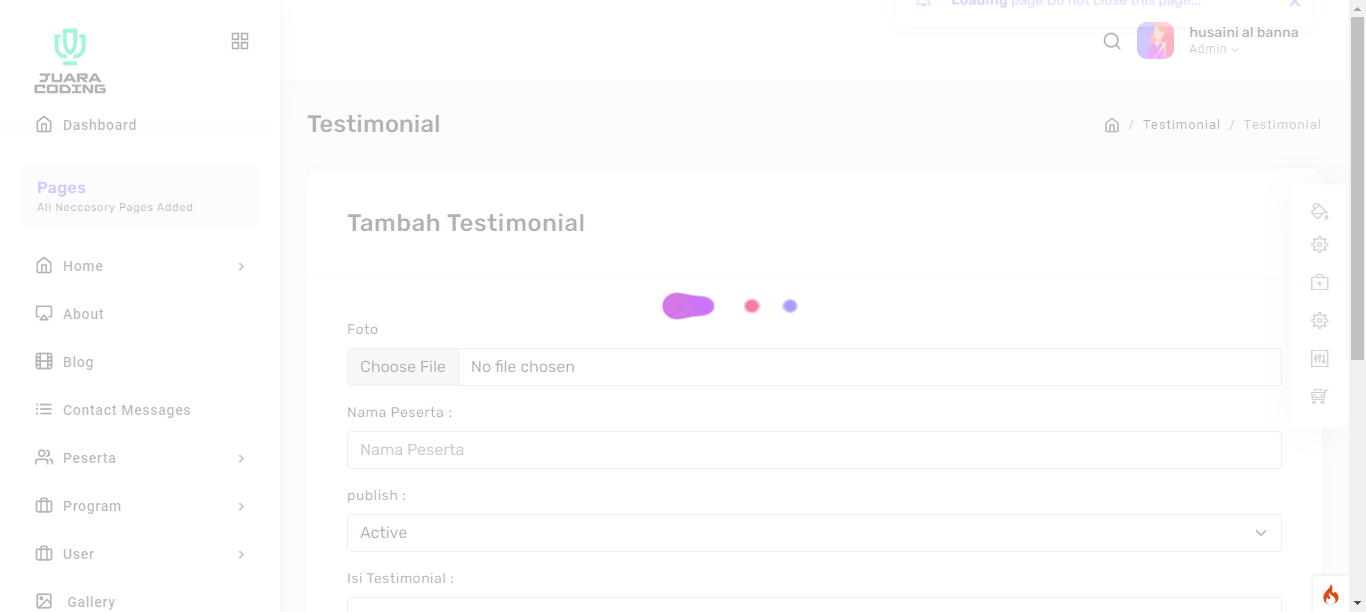 Loading page Do not close this page...
JUARA
CODING
husaini al banna
Admin
Dashboard
Testimonial
/ Testimonial / Testimonial
Pages
All Neccesory Pages Added
Tambah Testimonial
Home
About
Blog
Contact Messages
Peserta
Program
User
Gallery
Foto
Choose File No file chosen
Nama Peserta :
Nama Peserta
publish :
Active
Isi Testimonial :